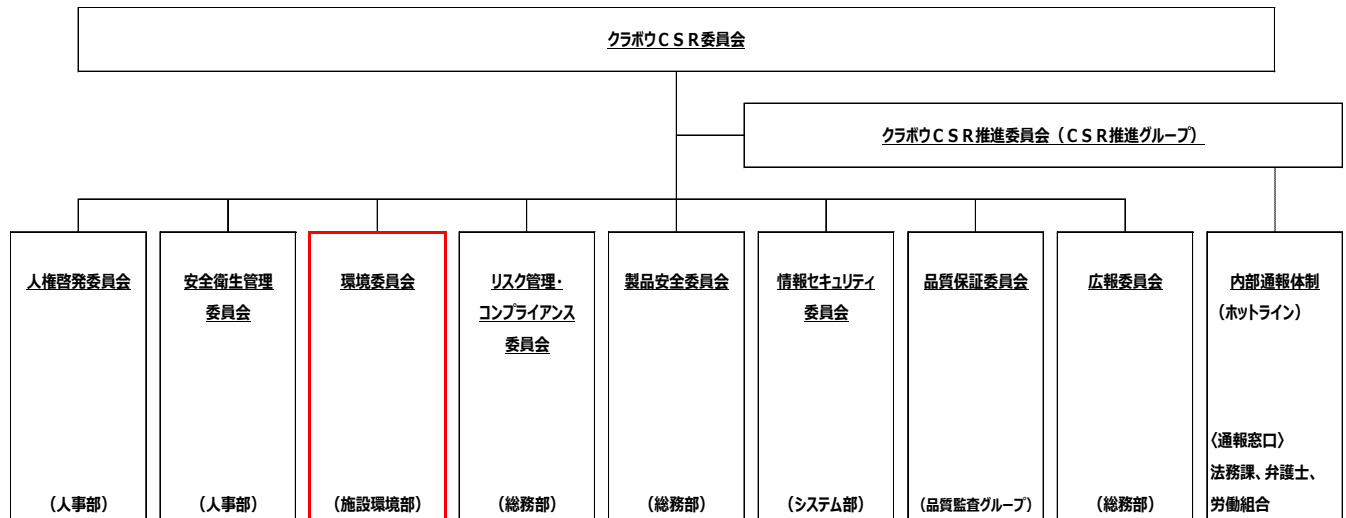 クラボウＣＳＲ委員会
クラボウＣＳＲ推進委員会（ＣＳＲ推進グループ）
人権啓発委員会
（人事部）
安全衛生管理
委員会
（人事部）
環境委員会
（施設環境部）
リスク管理・
コンプライアンス
委員会
（総務部）
製品安全委員会
（総務部）
情報セキュリティ
委員会
（システム部）
品質保証委員会
（品質監査グループ）
広報委員会
（総務部）
内部通報体制
（ホットライン）
〈通報窓口〉
法務課、弁護士、
労働組合